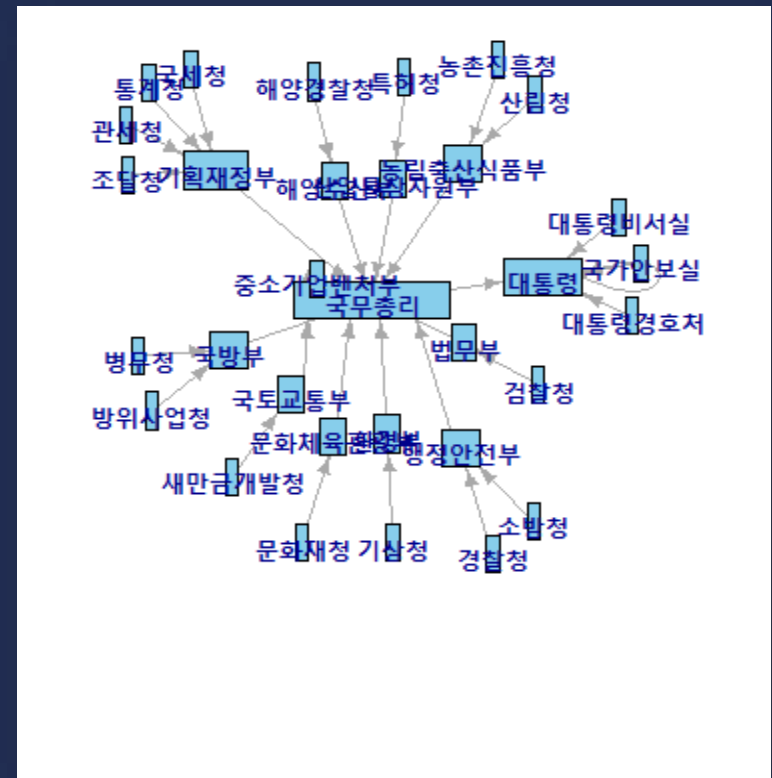 국세청
통계청
해양경찰청
특허청
농촌진흥청
산림청
관세청
조달청
기획재정부
농림축산식품부
대통령비서실
국가안보실
대통령
대통령경호처
중소기업벤처부
국무총리
병무청
국방부
법무부
방위사업청
국토교통부
검찰청
행정안전부
새만금개발청
문화재청
기상청
소방청
경찰청